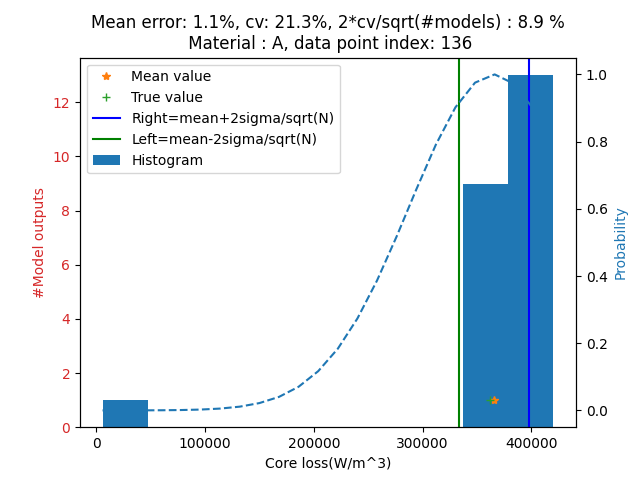 Mean error: 1.1%, cv: 21.3%, 2*cv/sqrt(#models) : 8.9 %
Material : A, data point index: 136
Mean value
True value
Right=mean+2sigma/sqrt(N)
Left=mean-2sigma/sqrt(N)
Histogram
#Model outputs
12
10
8
6
4
2
0
1.0
0.8
0.6
0.4
0.2
0.0
Probability
0 100000 200000 300000 400000
Core loss(W/m^3)